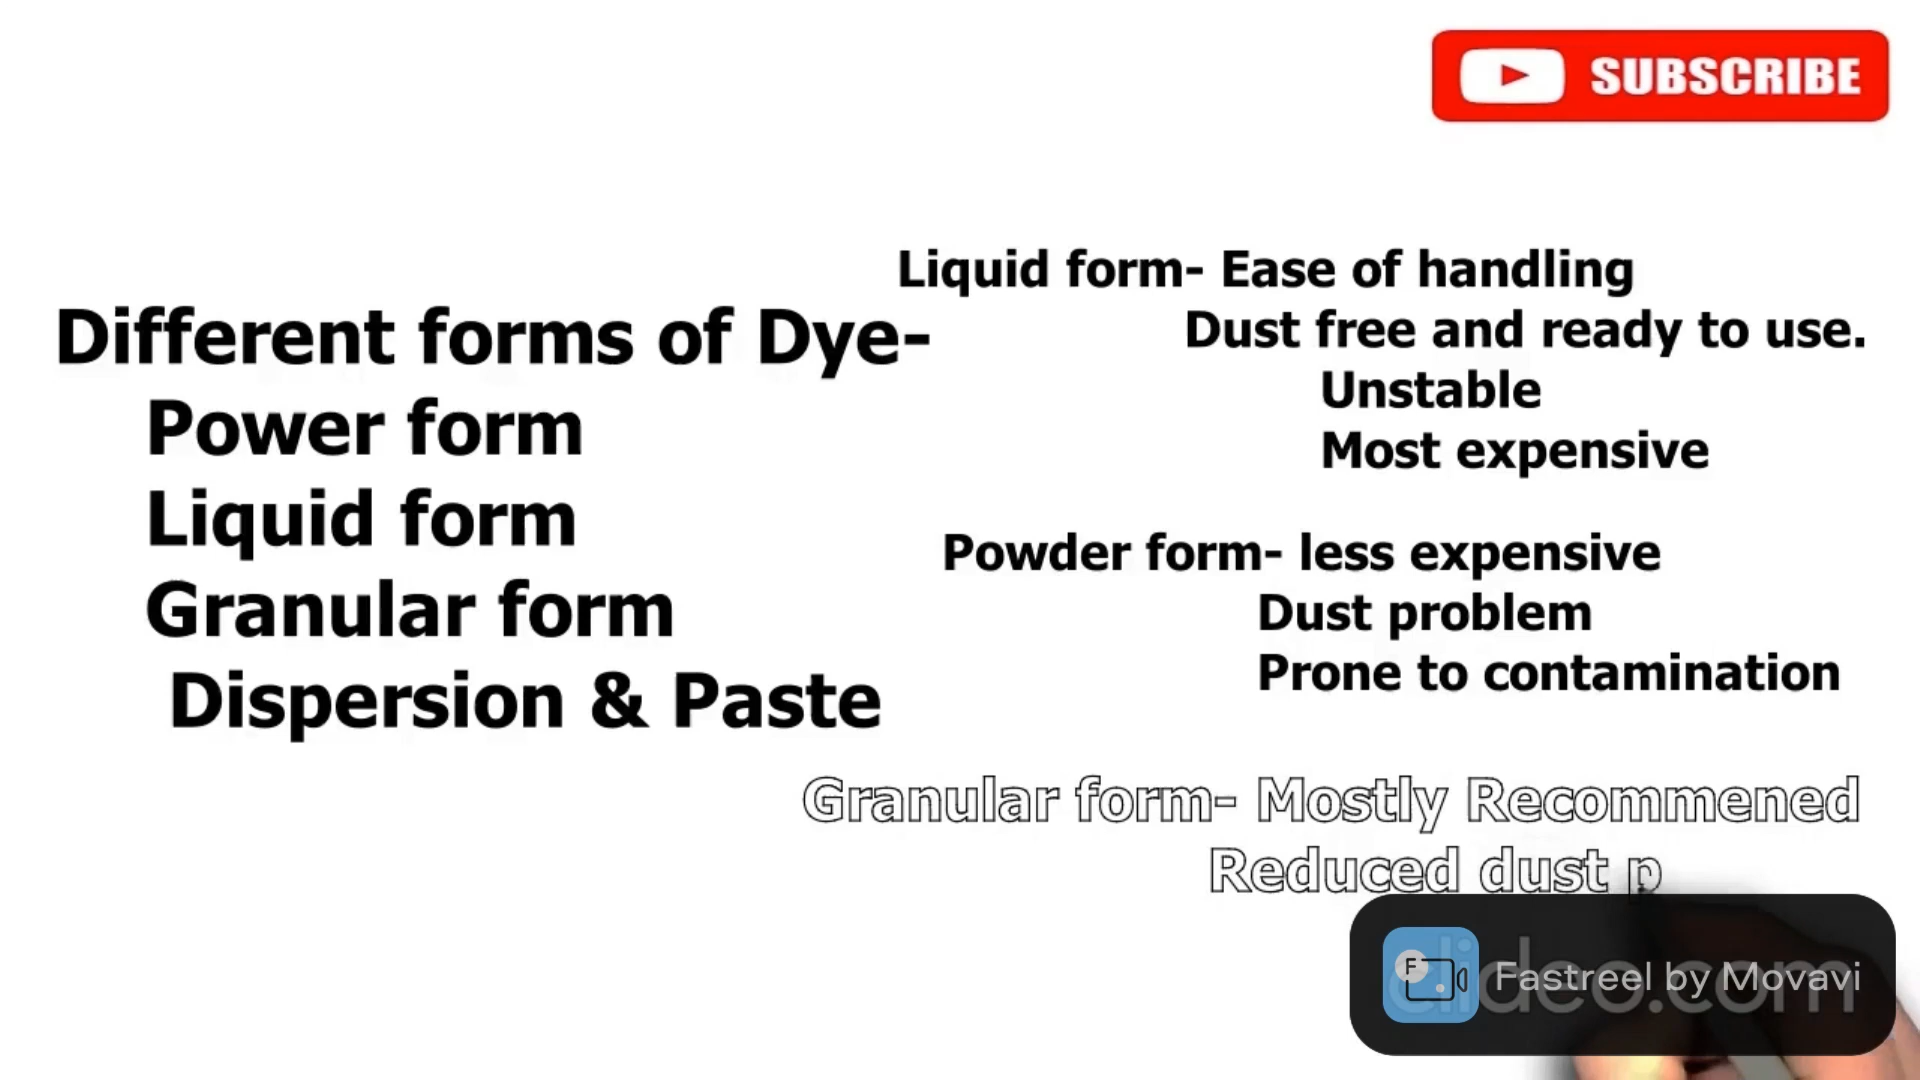 SUBSCRIBE
Different forms of Dye-
Power form
Liquid form
Granular form
Dispersion & Paste
Liquid form- Ease of handling
Dust free and ready to use.
Unstable
Most expensive
Powder form- less expensive
Dust problem
Prone to contamination
Granular form- Mostly Recommened
Reduced dust p
F
Fastreel by Movavi
clideo.com